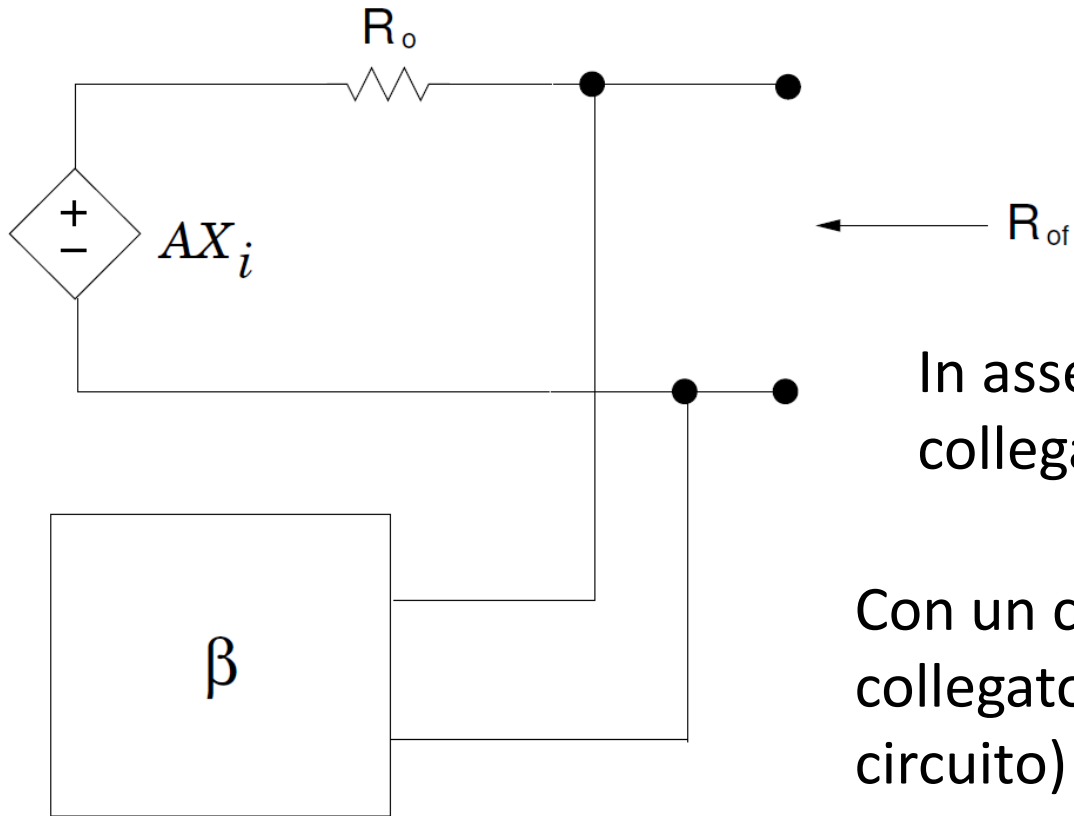 Ro
+
−
AXi
Rof
In asse
collega
Con un c
collegato
circuito)
β